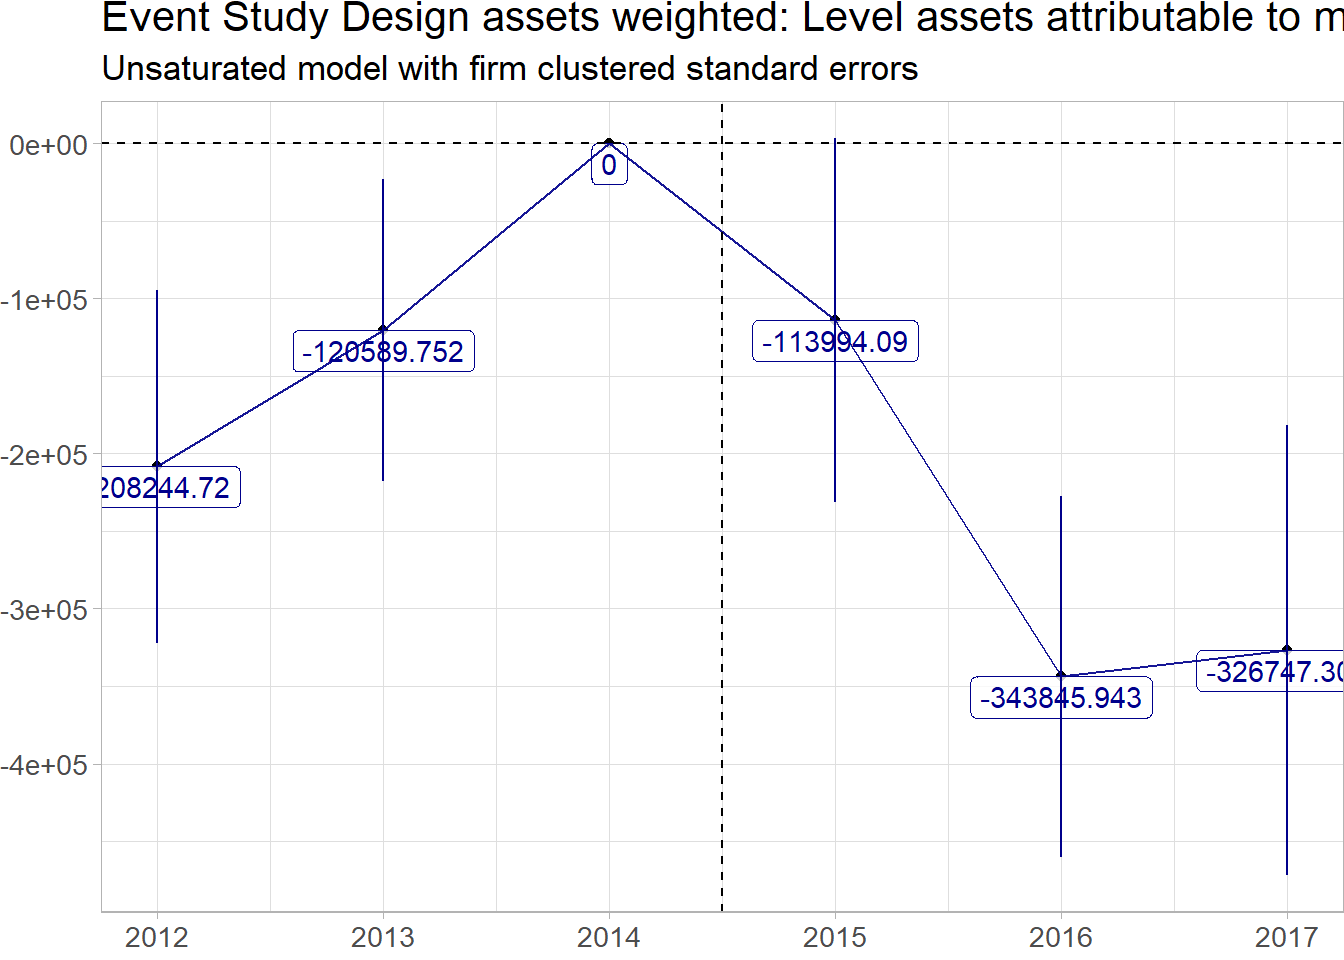 Event Study Design assets weighted: Level assets attributable to
Unsaturated model with firm clustered standard errors
0e+00
-1e+05
-2e+05
-3e+05
-4e+05
0
-120589.752
-113994.09
208244.72
-343845.943
-326747.30
2012 2013 2014 2015 2016 2017